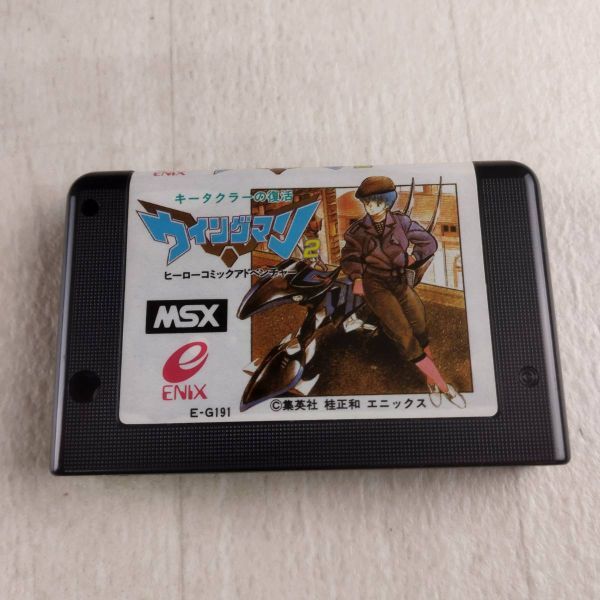 ENIX
2
キータクラーの復活
ウイングマン2
ヒーローコミックアドベンチャー
MSX
e
ENIX
E-G191
©集英社 桂正和 エニックス